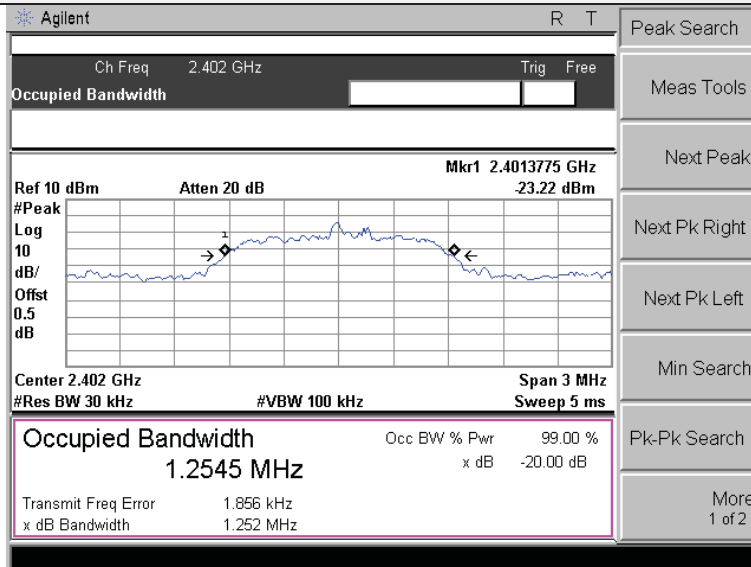 Agilent R T
Ch Freq 2.402 GHz Trig Free
Occupied Bandwidth
Mkr1 2.4013775 GHz
Ref 10 dBm Atten 20 dB -23.22 dBm
#Peak
Log
10
dB/
Offst
0.5
dB
1
Center 2.402 GHz Span 3 MHz
#Res BW 30 kHz #VBW 100 kHz Sweep 5 ms
Occupied Bandwidth Occ BW % Pwr 99.00 %
1.2545 MHz x dB -20.00 dB
Transmit Freq Error 1.856 kHz
x dB Bandwidth 1.252 MHz
Peak Search
Meas Tools
Next Peak
Next Pk Right
Next Pk Left
Min Search
Pk-Pk Search
More
1 of 2